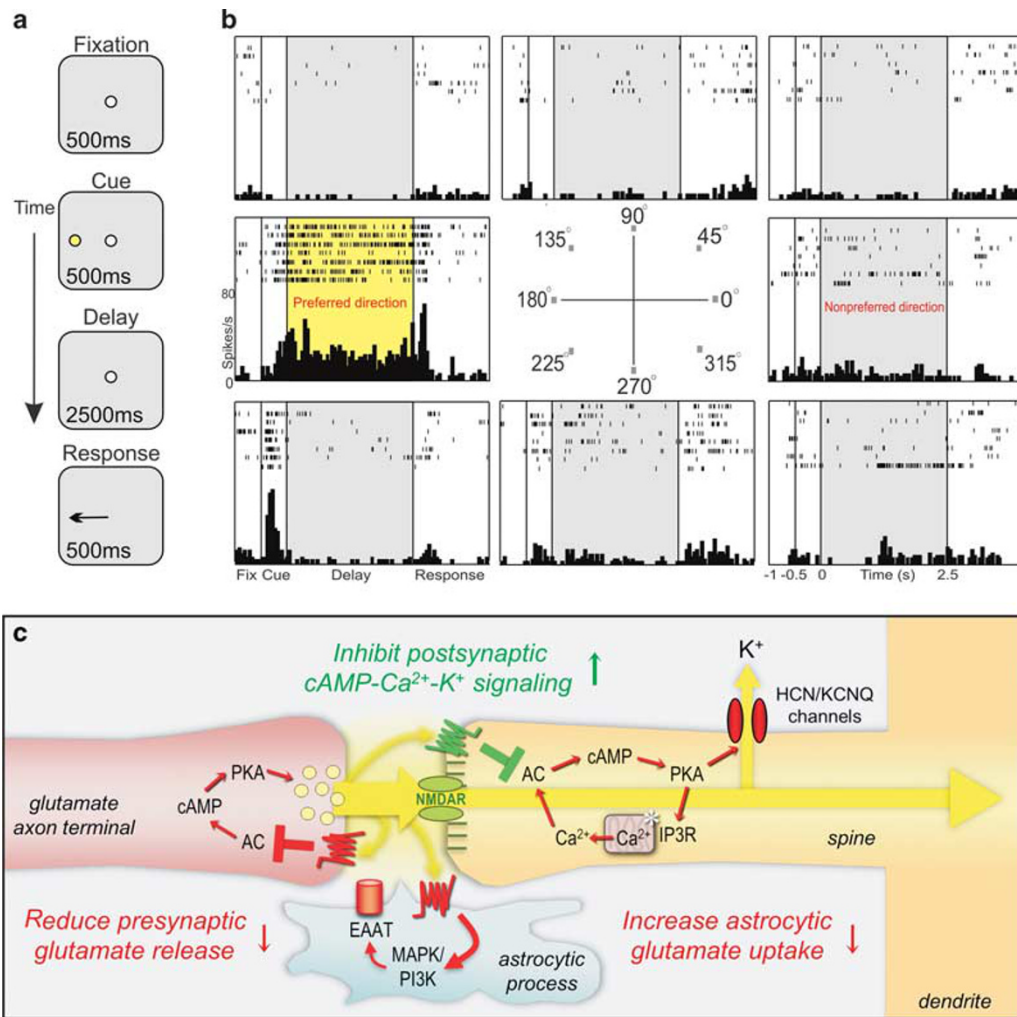 a
Fixation
500ms
Cue
500ms
Time
Delay
2500ms
Response
500ms
b
80
Spikes/s
0
Preferred direction
Nonpreferred direction
90°
135°
45°
180°
0°
225°
315°
270°
Fix Cue
Delay
Response
-1 -0.5 0
Time (s)
2.5
c
Inhibit postsynaptic
cAMP-Ca²⁺-K⁺ signaling
K⁺
HCN/KCNQ
channels
glutamate
axon terminal
PKA
cAMP
AC
NMDAR
AC
cAMP
PKA
Ca²⁺
Ca²⁺
*
IP3R
spine
Reduce presynaptic
glutamate release
EAAT
MAPK/
PI3K
astrocytic
process
Increase astrocytic
glutamate uptake
dendrite